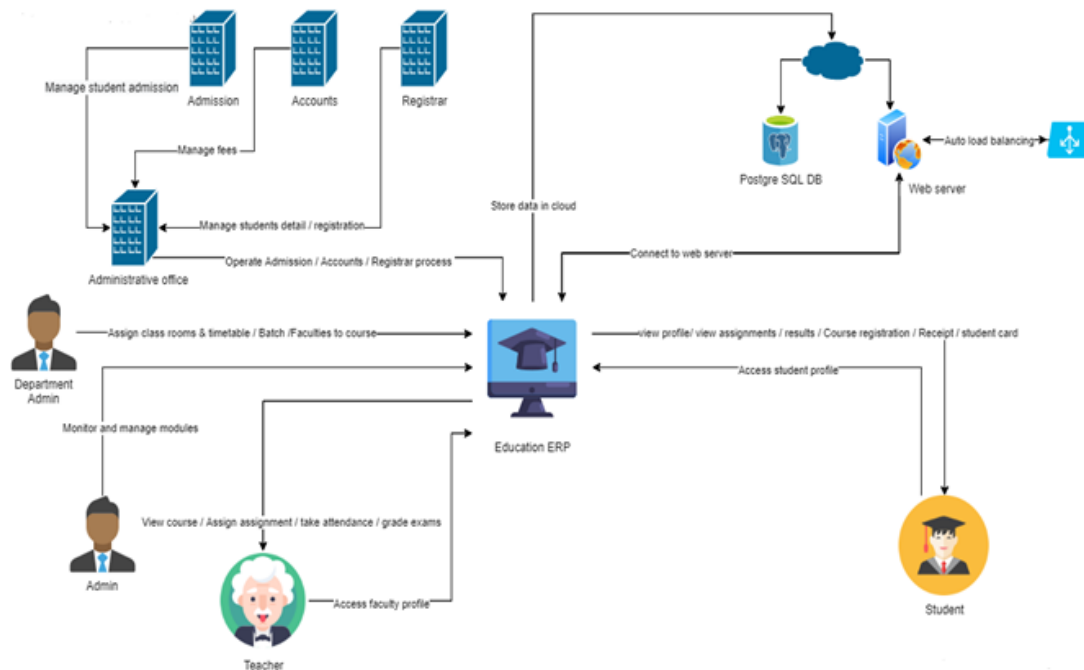 Manage student admission
Admission
Accounts
Registrar
Manage fees
Postgre SQL DB
Auto load balancing
Web server
Store data in cloud
Manage students detail / registration
Connect to web server
Operate Admission / Accounts / Registrar process
Administrative office
Assign class rooms & timetable / Batch /Faculties to course
view profile/ view assignments / results / Course registration / Receipt / student card
Department
Admin
Access student profile
Monitor and manage modules
Education ERP
View course / Assign assignment / take attendance / grade exams
Admin
Access faculty profile
Student
Teacher